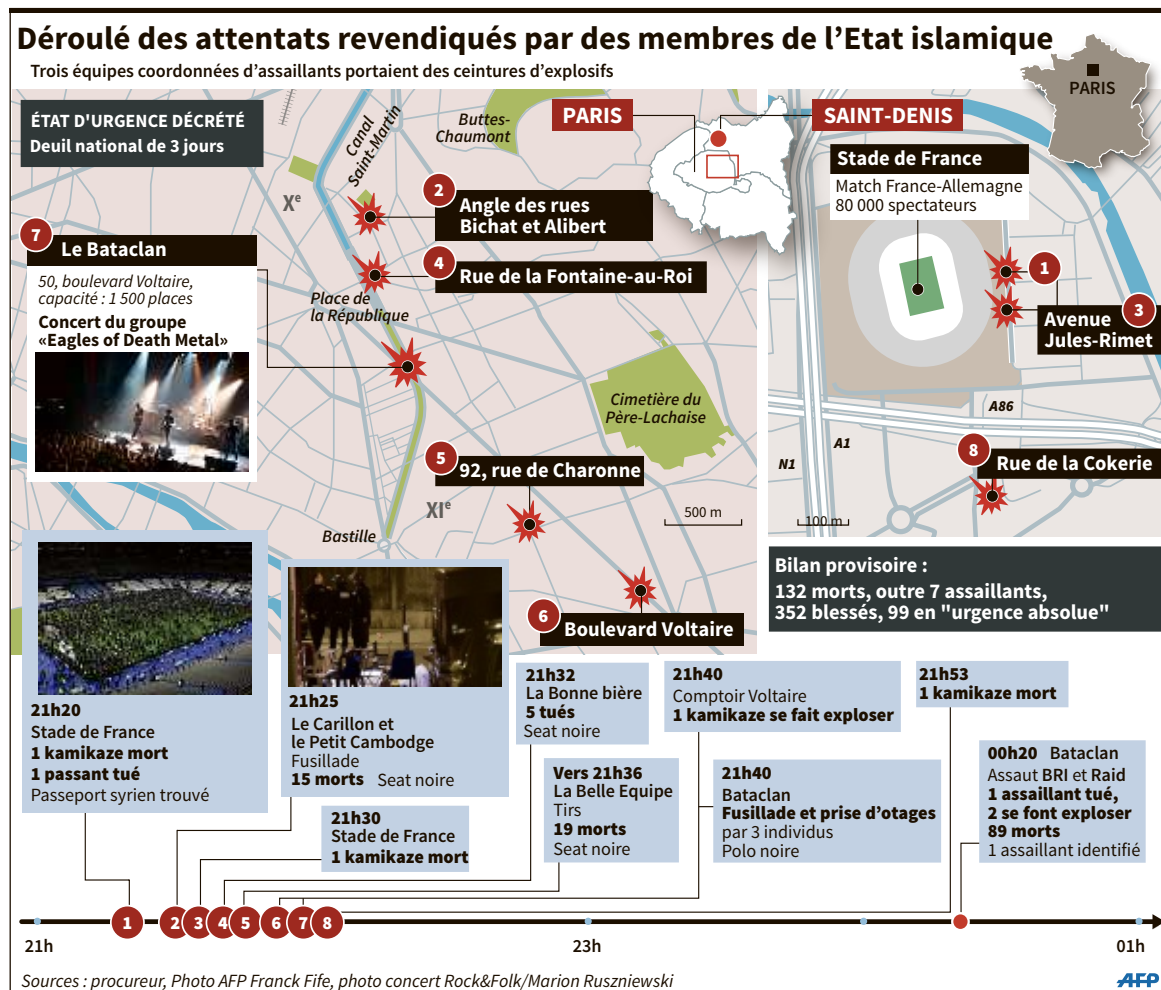 Déroulé des attentats revendiqués par des membres de l’Etat islamique
Trois équipes coordonnées d’assaillants portaient des ceintures d’explosifs
PARIS
ÉTAT D'URGENCE DÉCRÉTÉ
Deuil national de 3 jours
Canal
Saint-Martin
Buttes-
Chaumont
PARIS
SAINT-DENIS
Stade de France
Match France-Allemagne
80 000 spectateurs
Xe
2
Angle des rues
Bichat et Alibert
7
Le Bataclan
50, boulevard Voltaire,
capacité : 1 500 places
Concert du groupe
«Eagles of Death Metal»
4
Rue de la Fontaine-au-Roi
Place de
la République
1
3
Avenue
Jules-Rimet
Cimetière du
Père-Lachaise
A86
A1
N1
8
Rue de la Cokerie
100 m
5
92, rue de Charonne
XIe
500 m
Bastille
6
Boulevard Voltaire
Bilan provisoire :
132 morts, outre 7 assaillants,
352 blessés, 99 en "urgence absolue"
21h20
Stade de France
1 kamikaze mort
1 passant tué
Passeport syrien trouvé
21h25
Le Carillon et
le Petit Cambodge
Fusillade
15 morts Seat noire
21h30
Stade de France
1 kamikaze mort
21h32
La Bonne bière
5 tués
Seat noire
Vers 21h36
La Belle Equipe
Tirs
19 morts
Seat noire
21h40
Comptoir Voltaire
1 kamikaze se fait exploser
21h40
Bataclan
Fusillade et prise d’otages
par 3 individus
Polo noire
21h53
1 kamikaze mort
00h20 Bataclan
Assaut BRI et Raid
1 assaillant tué,
2 se font exploser
89 morts
1 assaillant identifié
1 2 3 4 5 6 7 8
21h 23h 01h
Sources : procureur, Photo AFP Franck Fife, photo concert Rock&Folk/Marion Ruszniewski
AFP